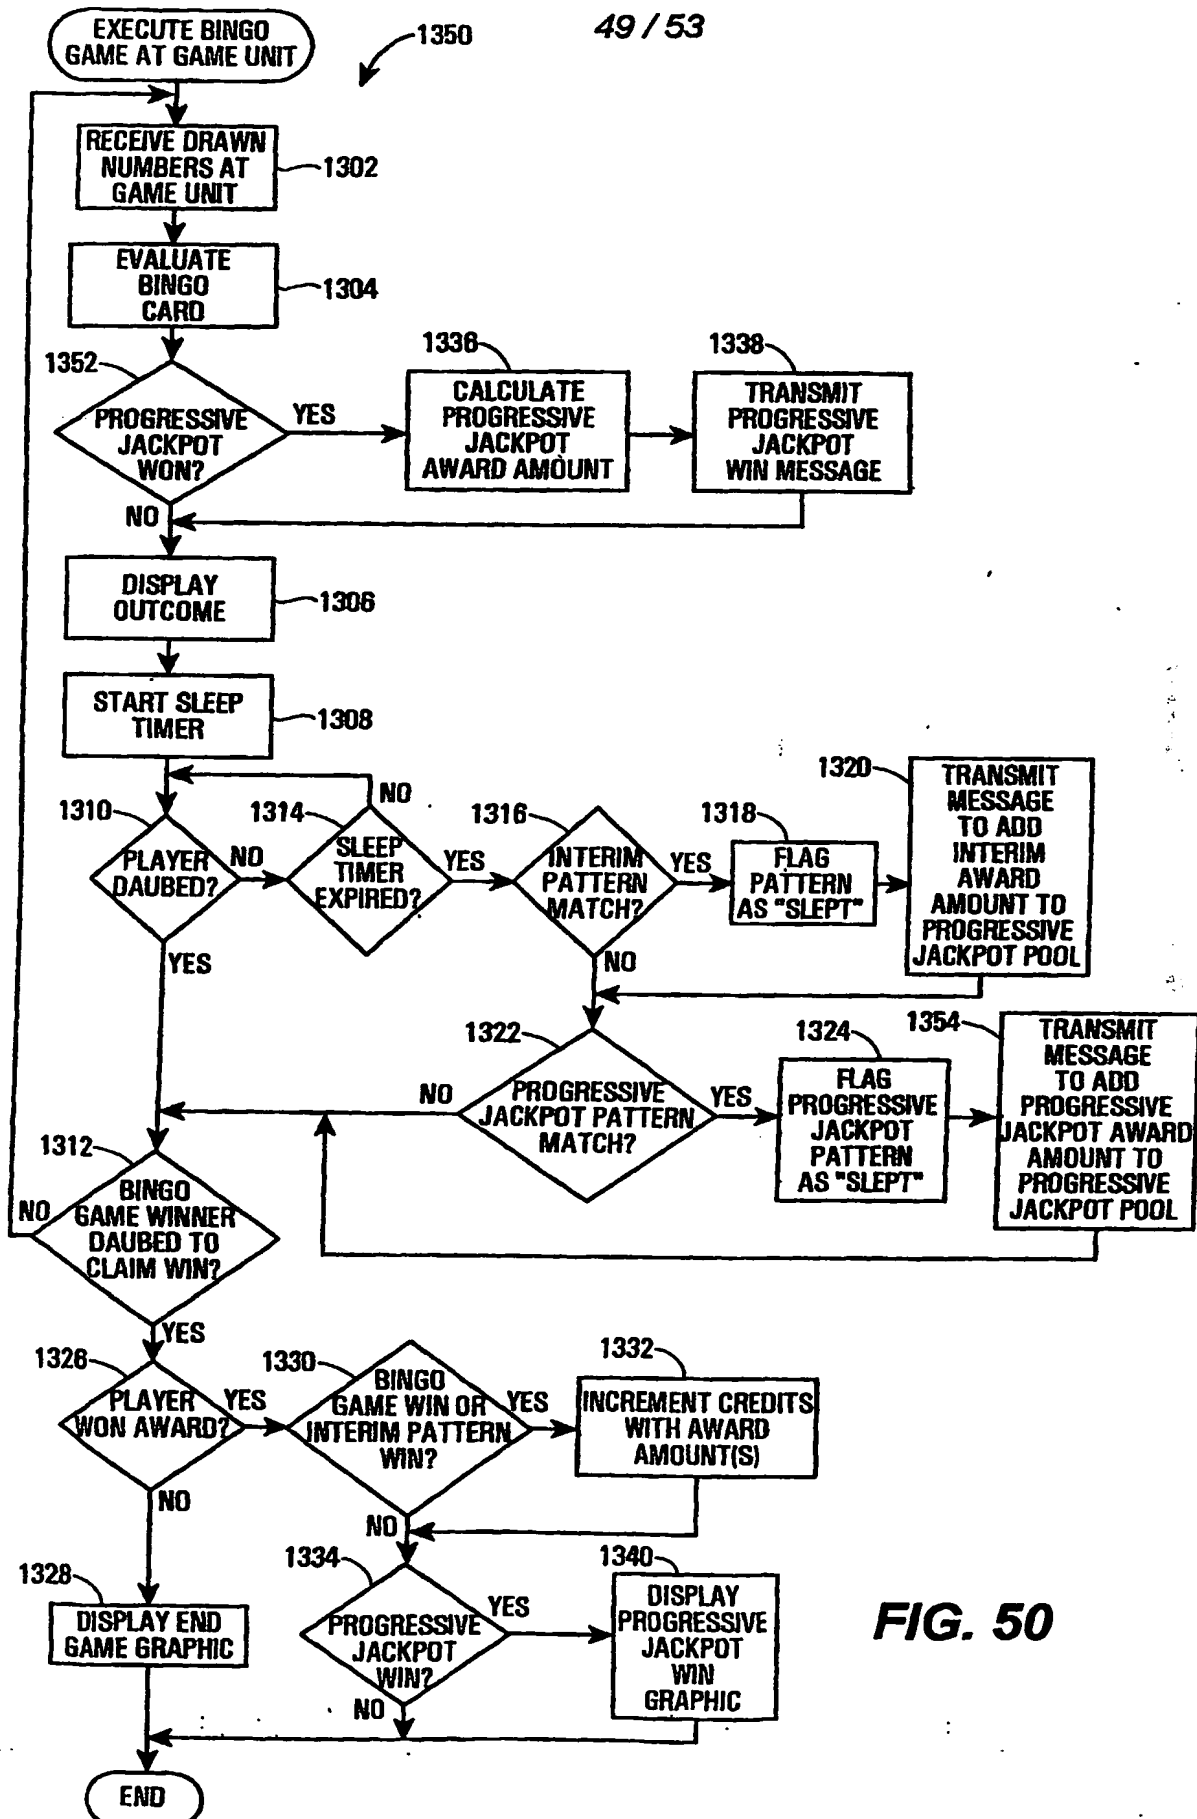 EXECUTE BINGO
GAME AT GAME UNIT
1350
49 / 53
RECEIVE DRAWN
NUMBERS AT
GAME UNIT
1302
EVALUATE
BINGO
CARD
1304
1352
PROGRESSIVE
JACKPOT
WON?
YES
NO
1336
CALCULATE
PROGRESSIVE
JACKPOT
AWARD AMOUNT
1338
TRANSMIT
PROGRESSIVE
JACKPOT
WIN MESSAGE
DISPLAY
OUTCOME
1306
START SLEEP
TIMER
1308
1310
PLAYER
DAUBED?
NO
YES
1314
SLEEP
TIMER
EXPIRED?
NO
YES
1316
INTERIM
PATTERN
MATCH?
YES
NO
1318
FLAG
PATTERN
AS "SLEPT"
1320
TRANSMIT
MESSAGE
TO ADD
INTERIM
AWARD
AMOUNT TO
PROGRESSIVE
JACKPOT POOL
1322
PROGRESSIVE
JACKPOT PATTERN
MATCH?
NO
YES
1324
FLAG
PROGRESSIVE
JACKPOT
PATTERN
AS "SLEPT"
1354
TRANSMIT
MESSAGE
TO ADD
PROGRESSIVE
JACKPOT AWARD
AMOUNT TO
PROGRESSIVE
JACKPOT POOL
1312
BINGO
GAME WINNER
DAUBED TO
CLAIM WIN?
NO
YES
1326
PLAYER
WON AWARD?
YES
NO
1330
BINGO
GAME WIN OR
INTERIM PATTERN
WIN?
YES
NO
1332
INCREMENT CREDITS
WITH AWARD
AMOUNT(S)
1328
DISPLAY END
GAME GRAPHIC
1334
PROGRESSIVE
JACKPOT
WIN?
YES
NO
1340
DISPLAY
PROGRESSIVE
JACKPOT
WIN
GRAPHIC
FIG. 50
END